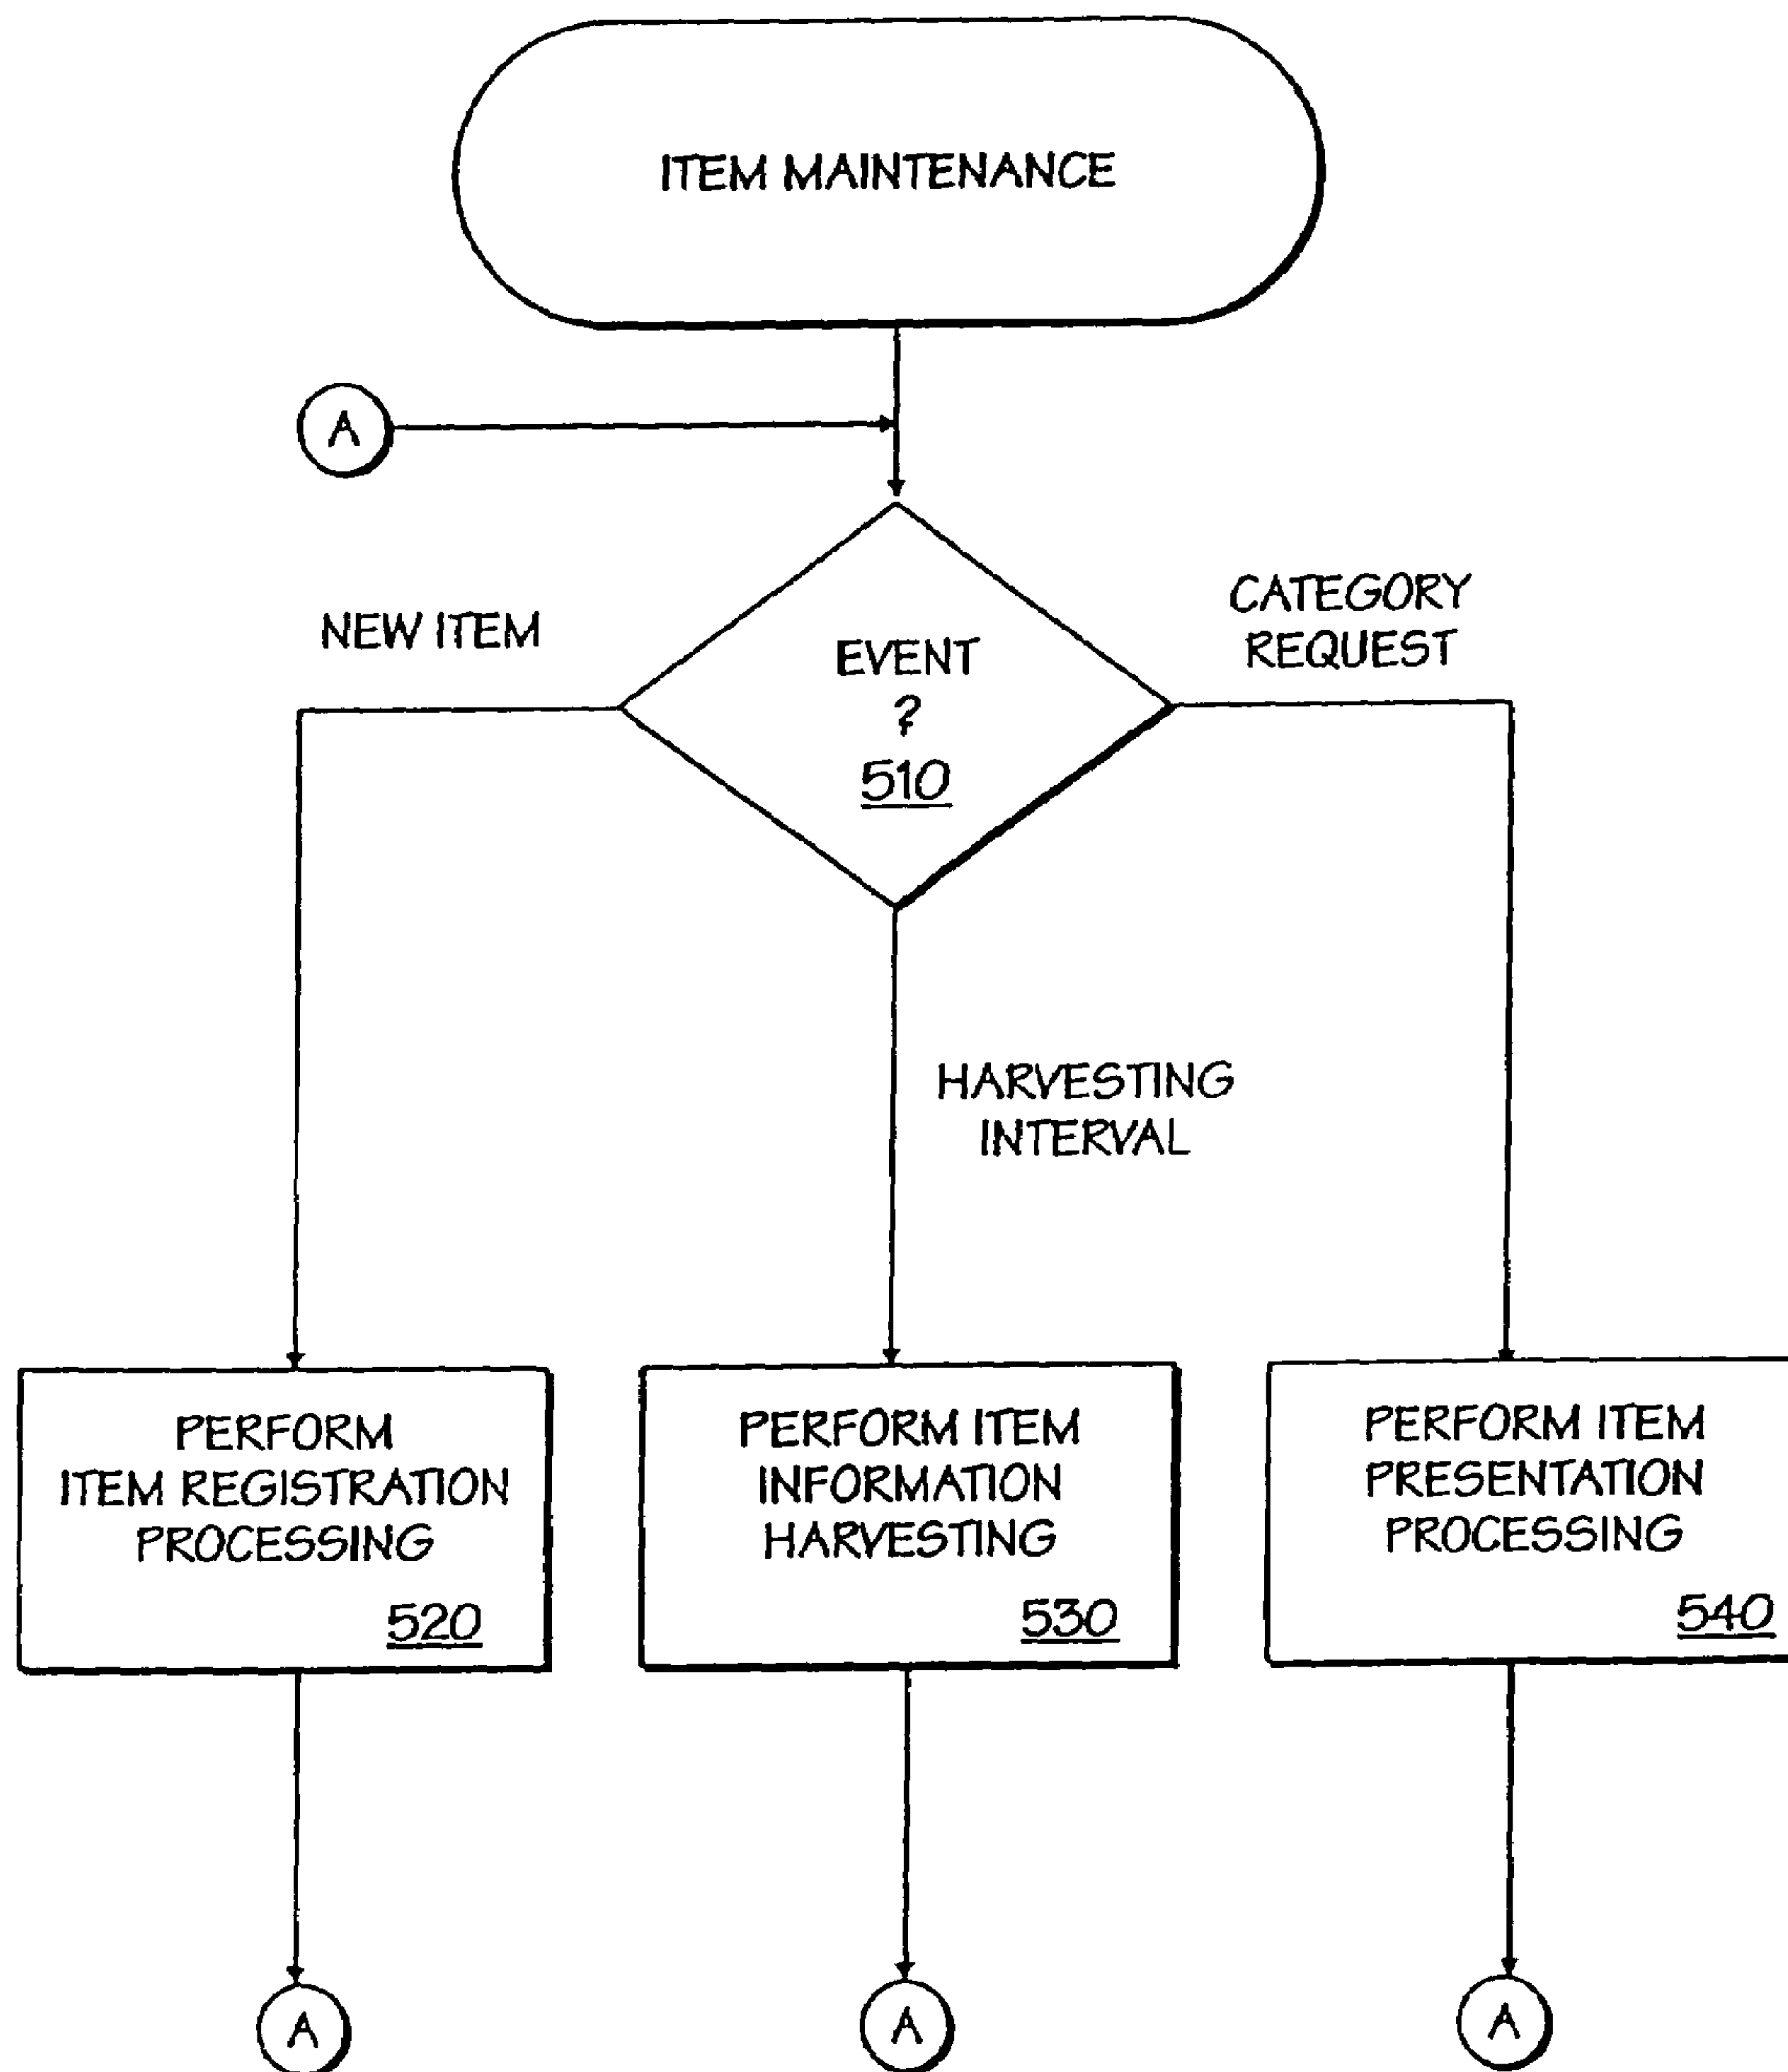 ITEM MAINTENANCE
A
NEW ITEM
EVENT
?
510
CATEGORY
REQUEST
HARVESTING
INTERVAL
PERFORM
ITEM REGISTRATION
PROCESSING
520
PERFORM ITEM
INFORMATION
HARVESTING
530
PERFORM ITEM
PRESENTATION
PROCESSING
540
A
A
A